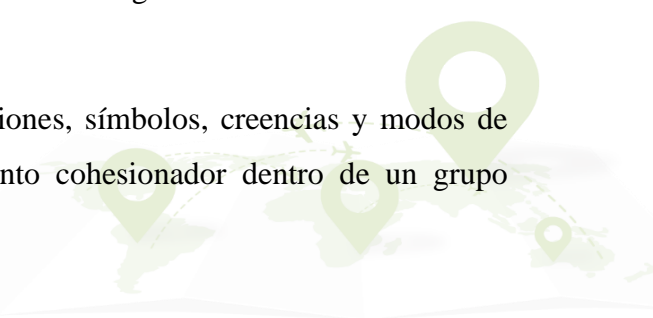 iones, símbolos, creencias y modos de
nto cohesionador dentro de un grupo